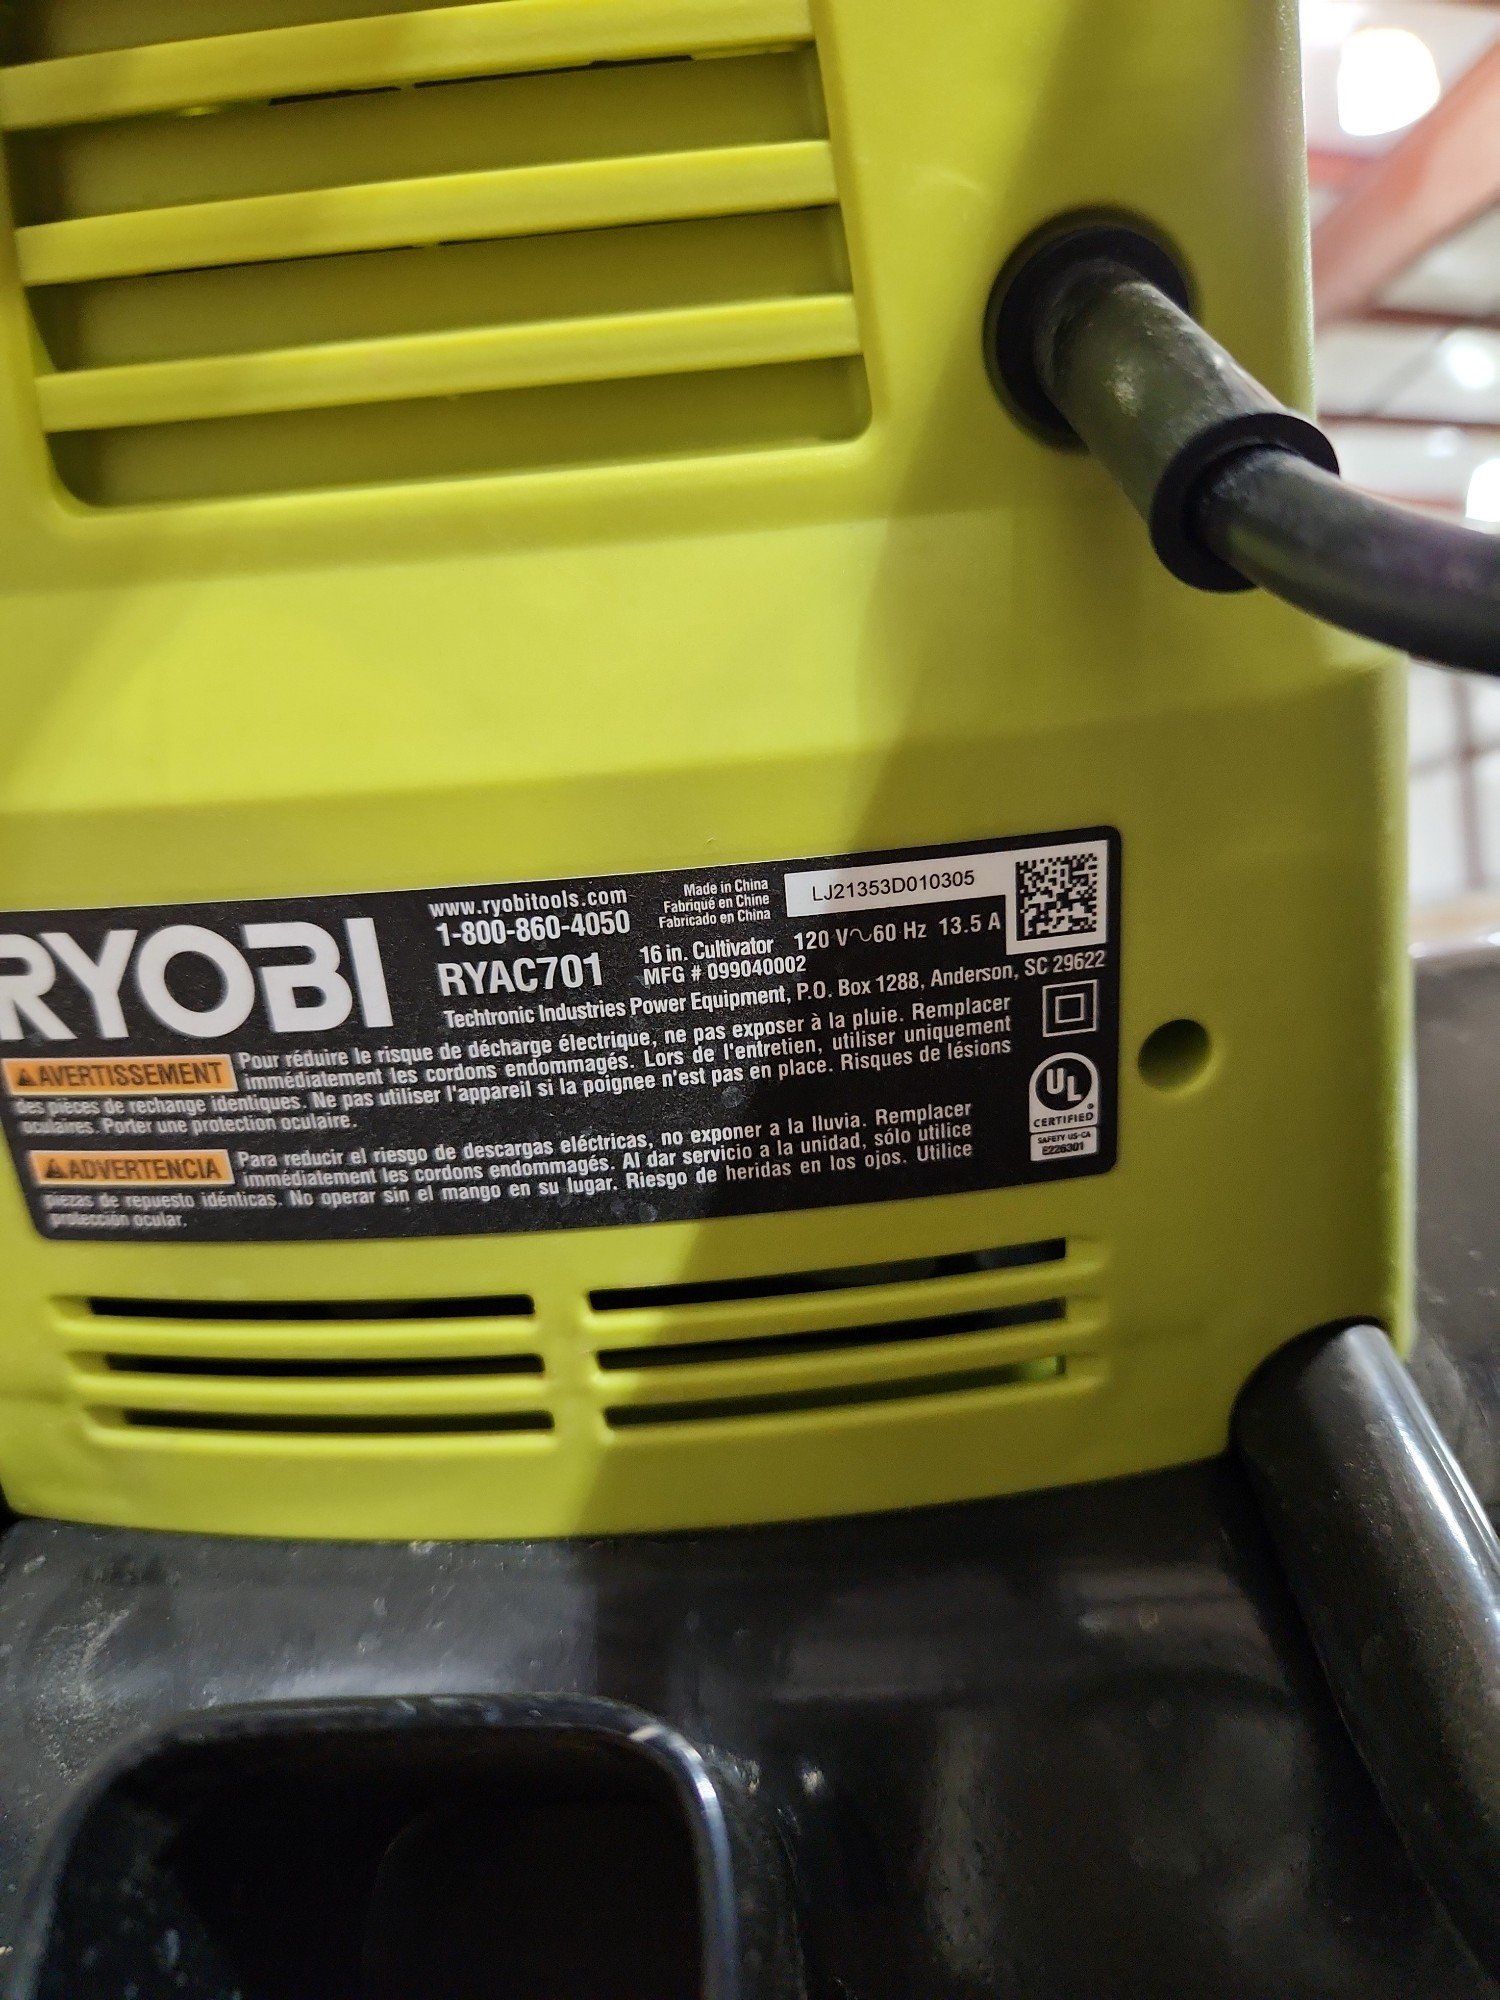 RYOBI
www.ryobitools.com
1-800-860-4050
RYAC701
Made in China
Fabriqué en Chine
Fabricado en China
LJ21353D010305
16 in. Cultivator 120 V~60 Hz 13.5 A
MFG # 099040002
Techtronic Industries Power Equipment, P.O. Box 1288, Anderson, SC 29622
AVERTISSEMENT Pour réduire le risque de décharge électrique, ne pas exposer à la pluie. Remplacer
immédiatement les cordons endommagés. Lors de l'entretien, utiliser uniquement
des pièces de rechange identiques. Ne pas utiliser l'appareil si la poignee n'est pas en place. Risques de lésions
oculaires. Porter une protection oculaire.
ADVERTENCIA Para reducir el riesgo de descargas eléctricas, no exponer a la lluvia. Remplacer
immédiatement les cordons endommagés. Al dar servicio a la unidad, sólo utilice
piezas de repuesto idénticas. No operar sin el mango en su lugar. Riesgo de heridas en los ojos. Utilice
protección ocular.
UL
CERTIFIED
SAFETY US-CA
E226301